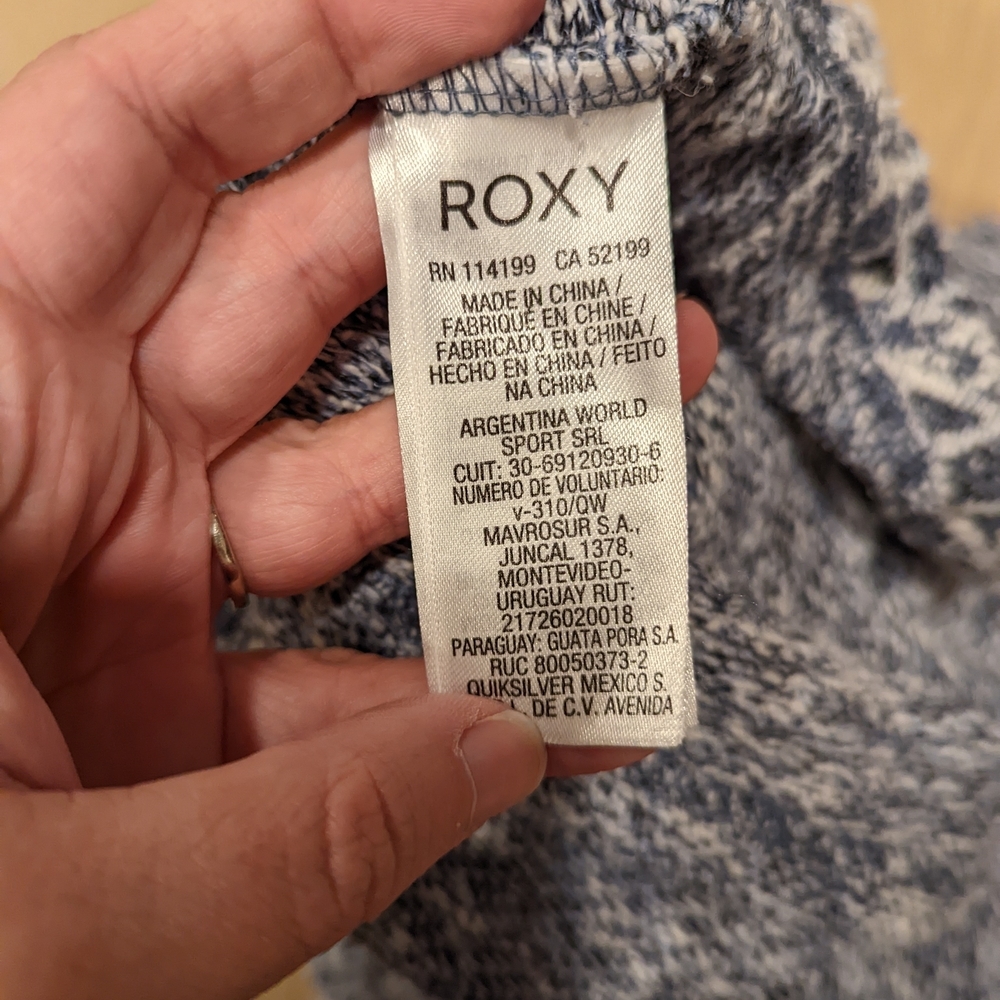 ROXY
RN 114199 CA 52199
MADE IN CHINA /
FABRIQUÉ EN CHINE /
FABRICADO EN CHINA /
HECHO EN CHINA / FEITO
NA CHINA
ARGENTINA WORLD
SPORT SRL
CUIT: 30-69120930-6
NUMERO DE VOLUNTARIO:
v-310/QW
MAVROSUR S.A.,
JUNCAL 1378,
MONTEVIDEO-
URUGUAY RUT:
21726020018
PARAGUAY: GUATA PORA S.A.
RUC 80050373-2
QUIKSILVER MEXICO S.
DE C.V. AVENIDA